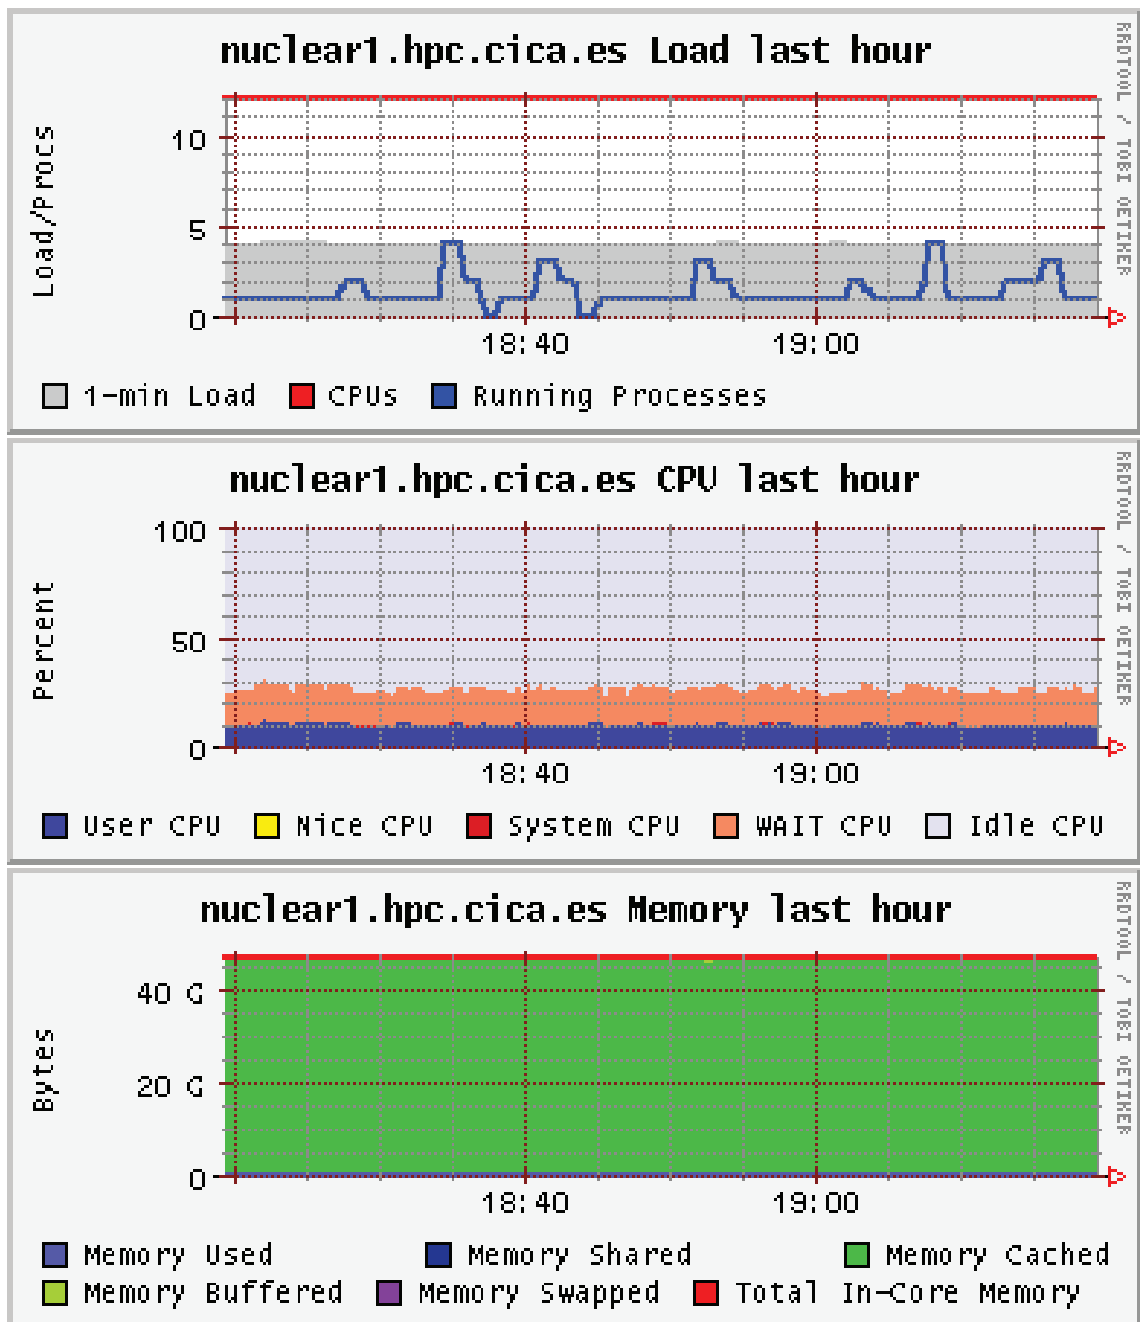 nuclear1.hpc.cica.es Load last hour
RRDTOOL / TOBI OETIKER
Load/Procs
10
5
0
18:40 19:00
1-min Load CPUs Running Processes
nuclear1.hpc.cica.es CPU last hour
RRDTOOL / TOBI OETIKER
Percent
100
50
0
18:40 19:00
User CPU Nice CPU System CPU WAIT CPU Idle CPU
nuclear1.hpc.cica.es Memory last hour
RRDTOOL / TOBI OETIKER
Bytes
40 G
20 G
0
18:40 19:00
Memory Used Memory Shared Memory Cached
Memory Buffered Memory Swapped Total In-Core Memory